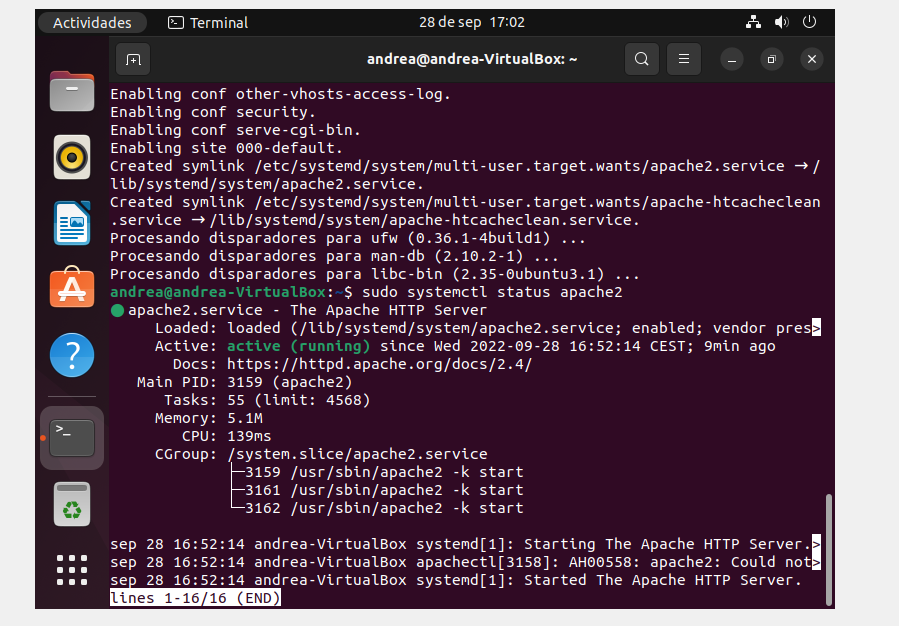 Actividades Terminal 28 de sep 17:02
andrea@andrea-VirtualBox: ~
Enabling conf other-vhosts-access-log.
Enabling conf security.
Enabling conf serve-cgi-bin.
Enabling site 000-default.
Created symlink /etc/systemd/system/multi-user.target.wants/apache2.service → /
lib/systemd/system/apache2.service.
Created symlink /etc/systemd/system/multi-user.target.wants/apache-htcacheclean
.service → /lib/systemd/system/apache-htcacheclean.service.
Procesando disparadores para ufw (0.36.1-4build1) ...
Procesando disparadores para man-db (2.10.2-1) ...
Procesando disparadores para libc-bin (2.35-0ubuntu3.1) ...
andrea@andrea-VirtualBox:~$ sudo systemctl status apache2
● apache2.service - The Apache HTTP Server
Loaded: loaded (/lib/systemd/system/apache2.service; enabled; vendor pres>
Active: active (running) since Wed 2022-09-28 16:52:14 CEST; 9min ago
Docs: https://httpd.apache.org/docs/2.4/
Main PID: 3159 (apache2)
Tasks: 55 (limit: 4568)
Memory: 5.1M
CPU: 139ms
CGroup: /system.slice/apache2.service
├─3159 /usr/sbin/apache2 -k start
├─3161 /usr/sbin/apache2 -k start
└─3162 /usr/sbin/apache2 -k start
sep 28 16:52:14 andrea-VirtualBox systemd[1]: Starting The Apache HTTP Server.>
sep 28 16:52:14 andrea-VirtualBox apachectl[3158]: AH00558: apache2: Could not>
sep 28 16:52:14 andrea-VirtualBox systemd[1]: Started The Apache HTTP Server.
lines 1-16/16 (END)